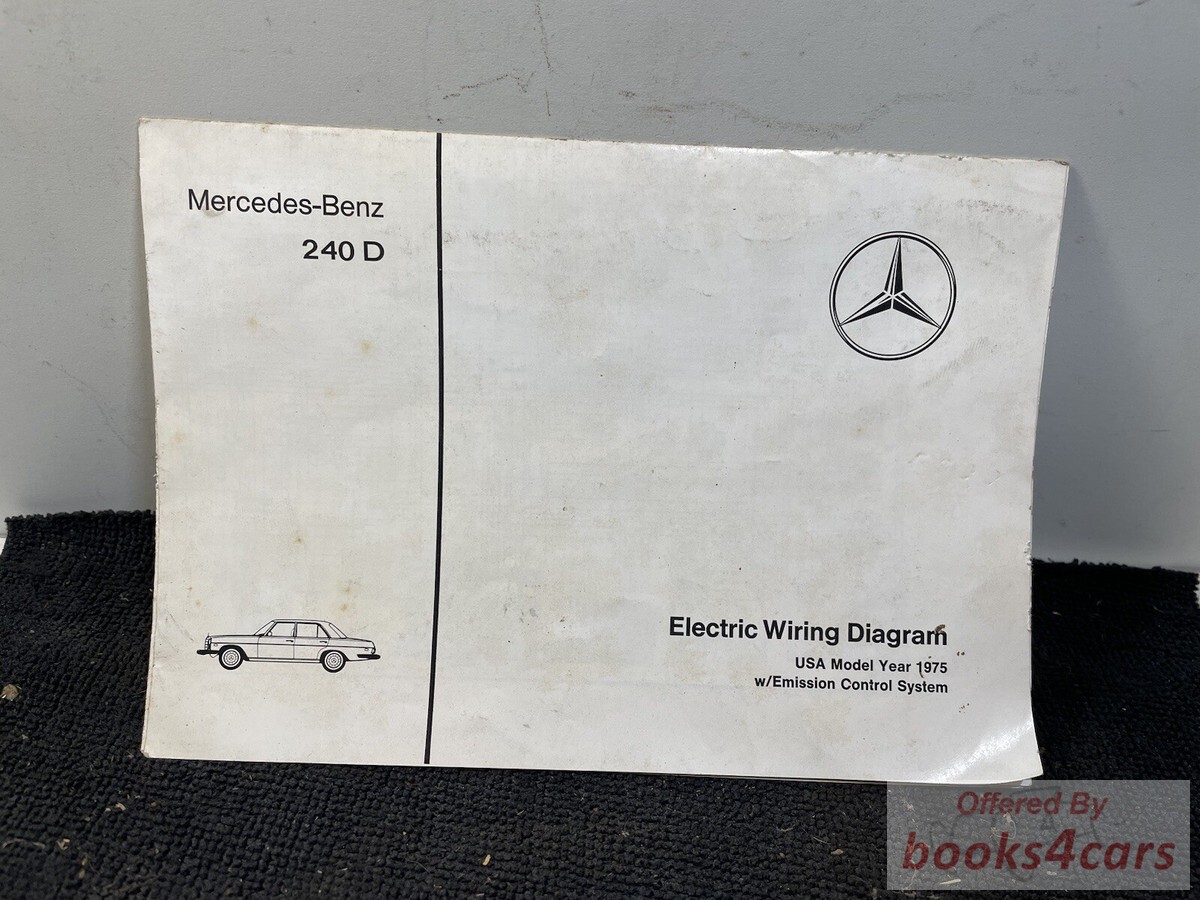 Mercedes-Benz
240 D
Electric Wiring Diagram
USA Model Year 1975
w/Emission Control System
Offered By
books4cars